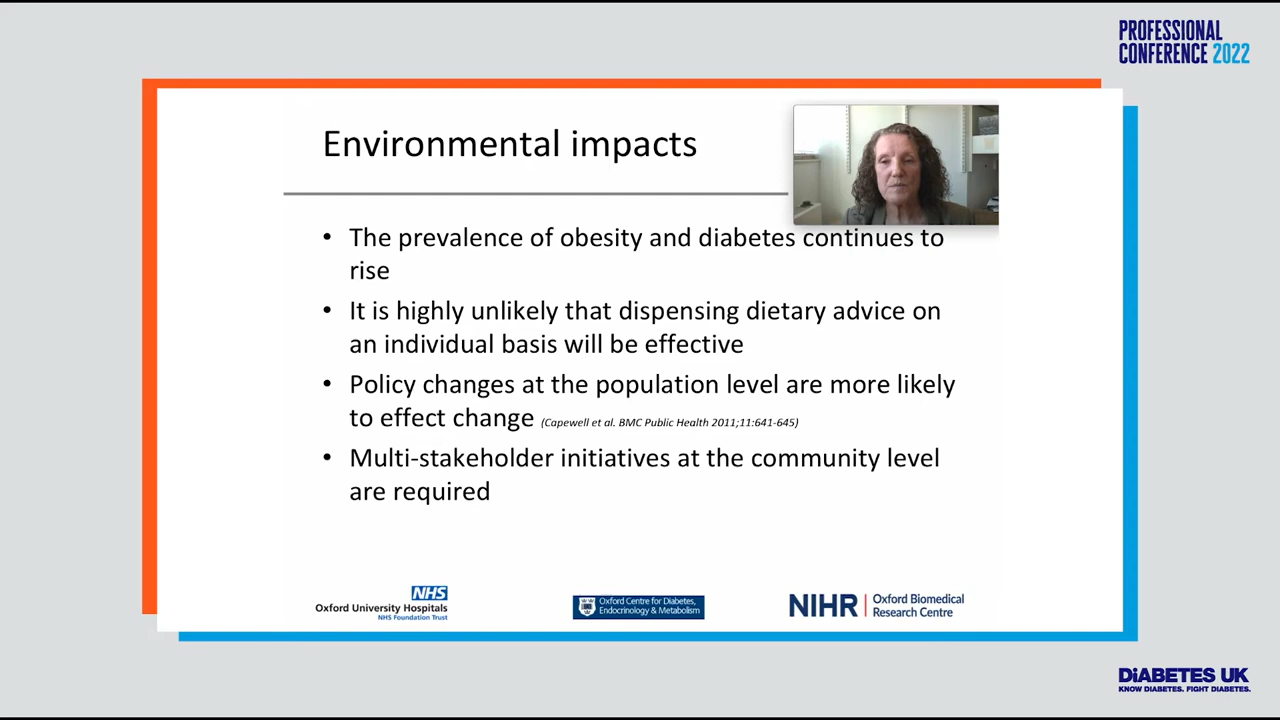 PROFESSIONAL
CONFERENCE 2022
Environmental impacts
• The prevalence of obesity and diabetes continues to
rise
• It is highly unlikely that dispensing dietary advice on
an individual basis will be effective
• Policy changes at the population level are more likely
to effect change (Capewell et al. BMC Public Health 2011;11:641-645)
• Multi-stakeholder initiatives at the community level
are required
NHS
Oxford University Hospitals
NHS Foundation Trust
Oxford Centre for Diabetes,
Endocrinology & Metabolism
NIHR | Oxford Biomedical
Research Centre
DiABETES UK
KNOW DIABETES. FIGHT DIABETES.